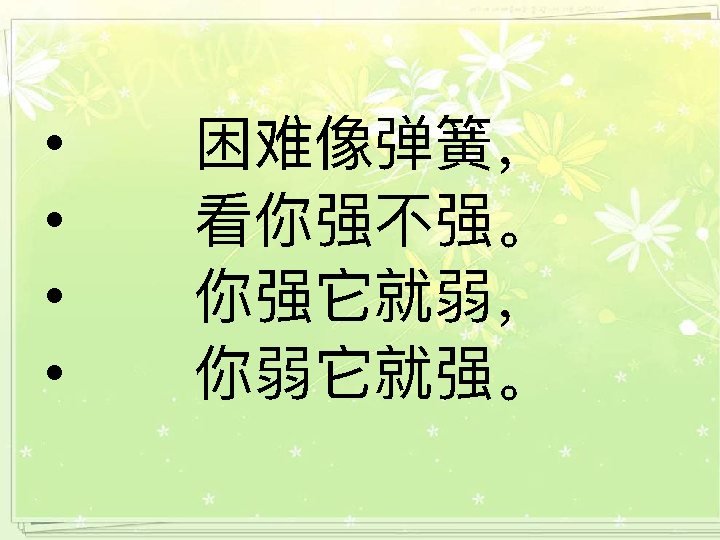 • 困难像弹簧，
• 看你强不强。
• 你强它就弱，
• 你弱它就强。